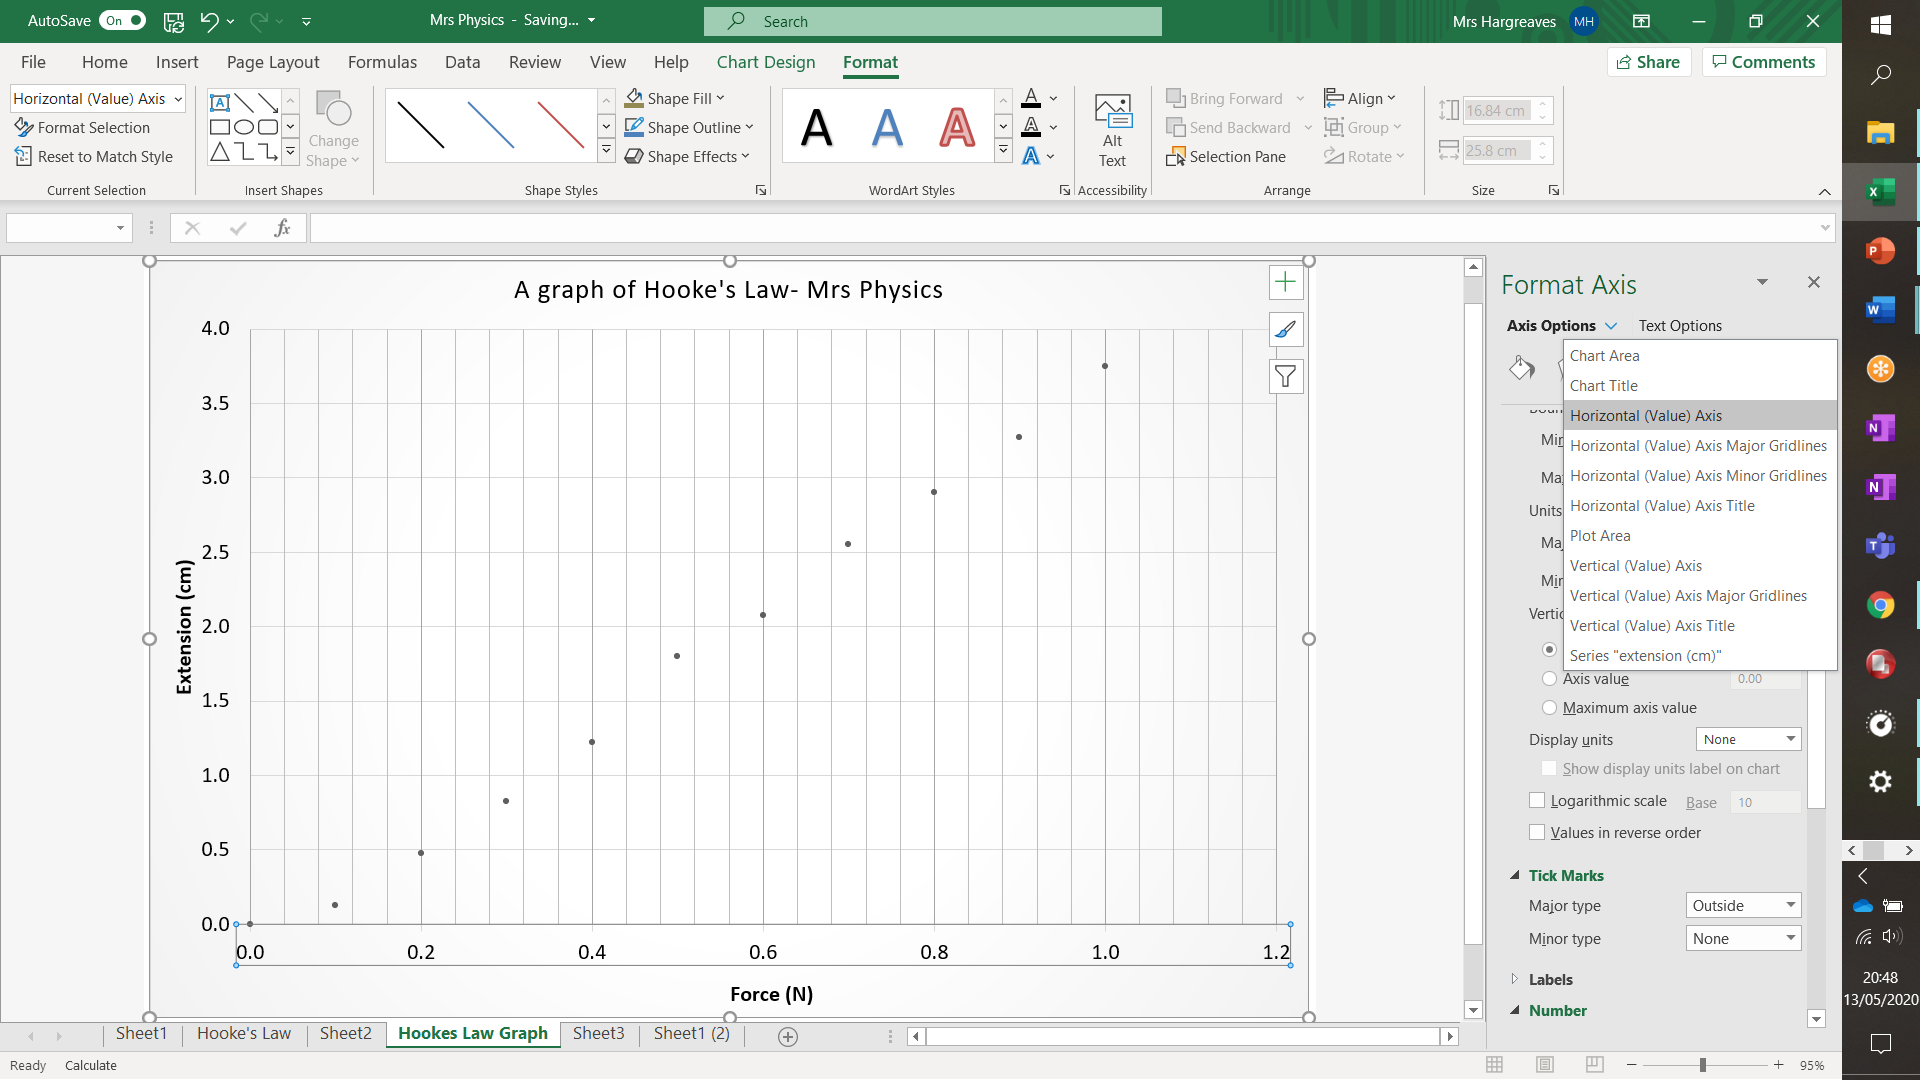 AutoSave On
Mrs Physics - Saving...
Search
Mrs Hargreaves MH
File Home Insert Page Layout Formulas Data Review View Help Chart Design Format
Share Comments
Horizontal (Value) Axis
Format Selection
Reset to Match Style
Current Selection
Change
Shape
Insert Shapes
Shape Fill
Shape Outline
Shape Effects
Shape Styles
A A A
WordArt Styles
Alt
Text
Accessibility
Bring Forward
Send Backward
Selection Pane
Align
Group
Rotate
Arrange
16.84 cm
25.8 cm
Size
fx
A graph of Hooke's Law- Mrs Physics
4.0
3.5
3.0
2.5
2.0
1.5
1.0
0.5
0.0
Extension (cm)
0.0 0.2 0.4 0.6 0.8 1.0 1.2
Force (N)
Format Axis
Axis Options Text Options
Chart Area
Chart Title
Horizontal (Value) Axis
Horizontal (Value) Axis Major Gridlines
Horizontal (Value) Axis Minor Gridlines
Horizontal (Value) Axis Title
Plot Area
Vertical (Value) Axis
Vertical (Value) Axis Major Gridlines
Vertical (Value) Axis Title
Series "extension (cm)"
Units
Axis value 0.00
Maximum axis value
Display units None
Show display units label on chart
Logarithmic scale Base 10
Values in reverse order
Tick Marks
Major type Outside
Minor type None
Labels
Number
Sheet1 Hooke's Law Sheet2 Hookes Law Graph Sheet3 Sheet1 (2)
Ready Calculate
95%
20:48
13/05/2020